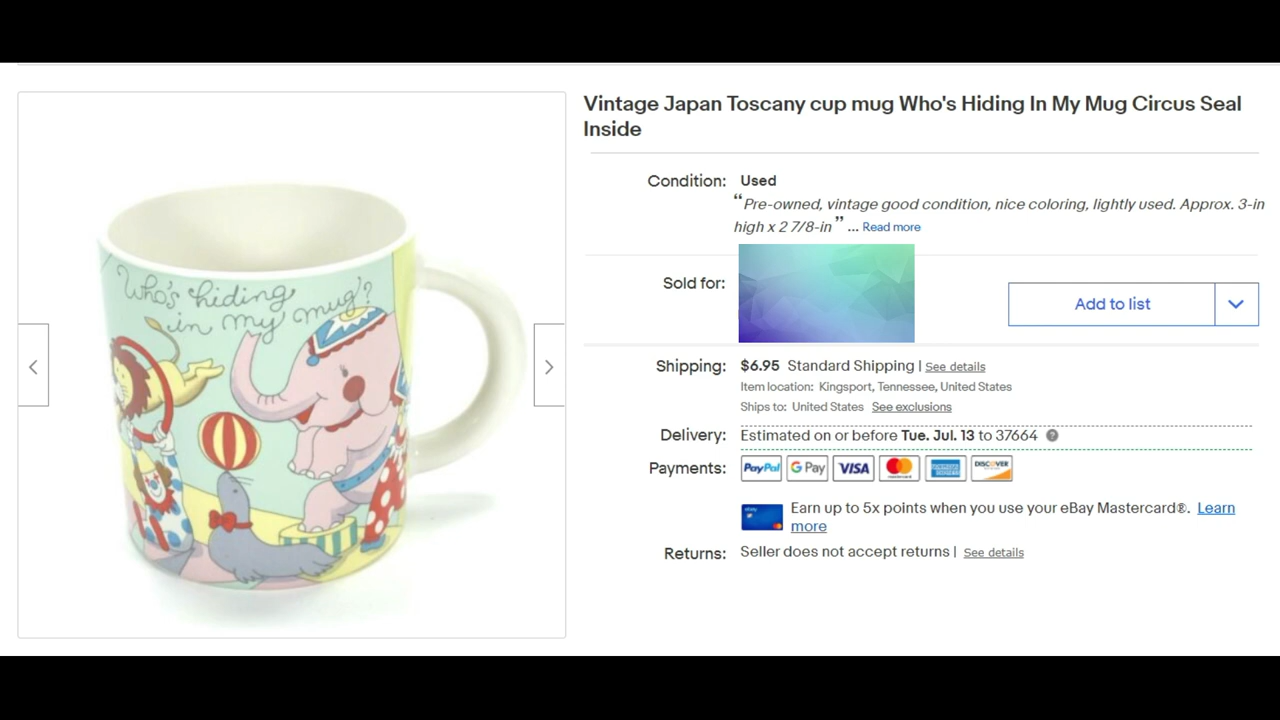 Vintage Japan Toscany cup mug Who's Hiding In My Mug Circus Seal
Inside
Condition: Used
“Pre-owned, vintage good condition, nice coloring, lightly used. Approx. 3-in
high x 2 7/8-in ” ... Read more
Who's hiding
in my mug?
Sold for:
Add to list
Shipping: $6.95 Standard Shipping | See details
Item location: Kingsport, Tennessee, United States
Ships to: United States See exclusions
Delivery: Estimated on or before Tue. Jul. 13 to 37664 ?
Payments: PayPal G Pay VISA mastercard AMERICAN EXPRESS DISCOVER
ebay Earn up to 5x points when you use your eBay Mastercard®. Learn
more
Returns: Seller does not accept returns | See details